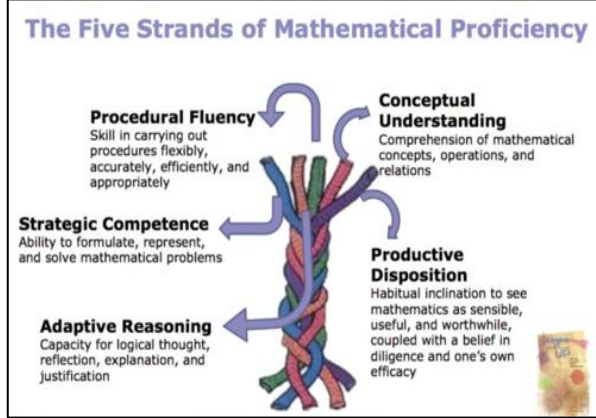 The Five Strands of Mathematical Proficiency
Procedural Fluency
Skill in carrying out
procedures flexibly,
accurately, efficiently, and
appropriately
Conceptual
Understanding
Comprehension of mathematical
concepts, operations, and
relations
Strategic Competence
Ability to formulate, represent,
and solve mathematical problems
Productive
Disposition
Habitual inclination to see
mathematics as sensible,
useful, and worthwhile,
coupled with a belief in
diligence and one's own
efficacy
Adaptive Reasoning
Capacity for logical thought,
reflection, explanation, and
justification